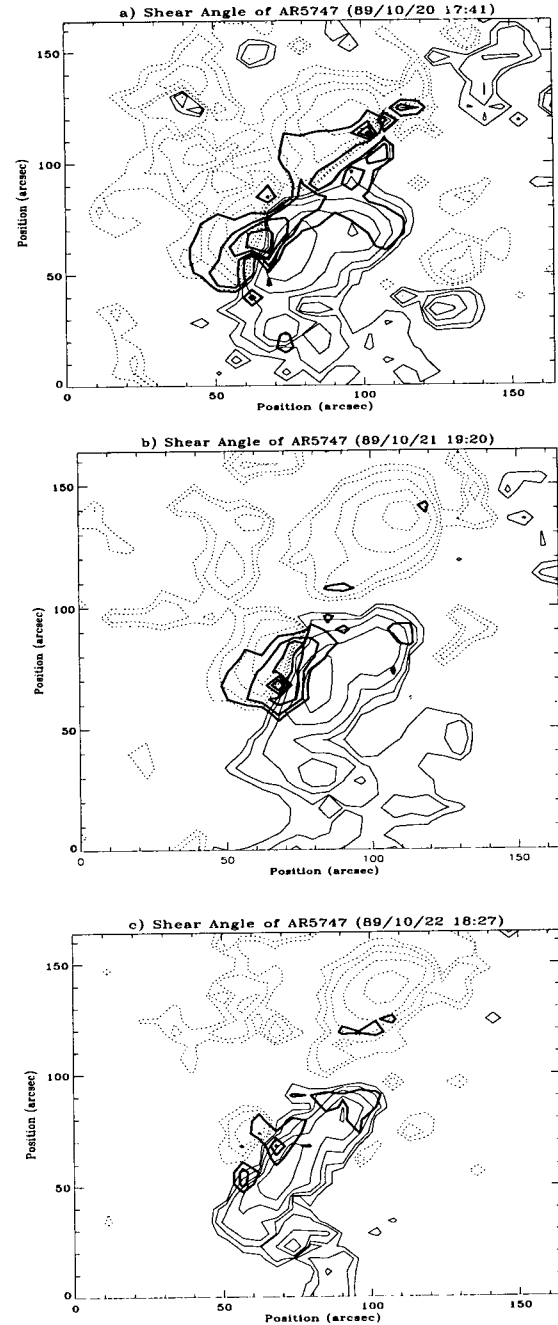 a) Shear Angle of AR5747 (89/10/20 17:41)
150
100
50
0
Position (arcsec)
0
50
100
150
Position (arcsec)
b) Shear Angle of AR5747 (89/10/21 19:20)
150
100
50
0
Position (arcsec)
0
50
100
150
Position (arcsec)
c) Shear Angle of AR5747 (89/10/22 18:27)
150
100
50
0
Position (arcsec)
0
50
100
150
Position (arcsec)